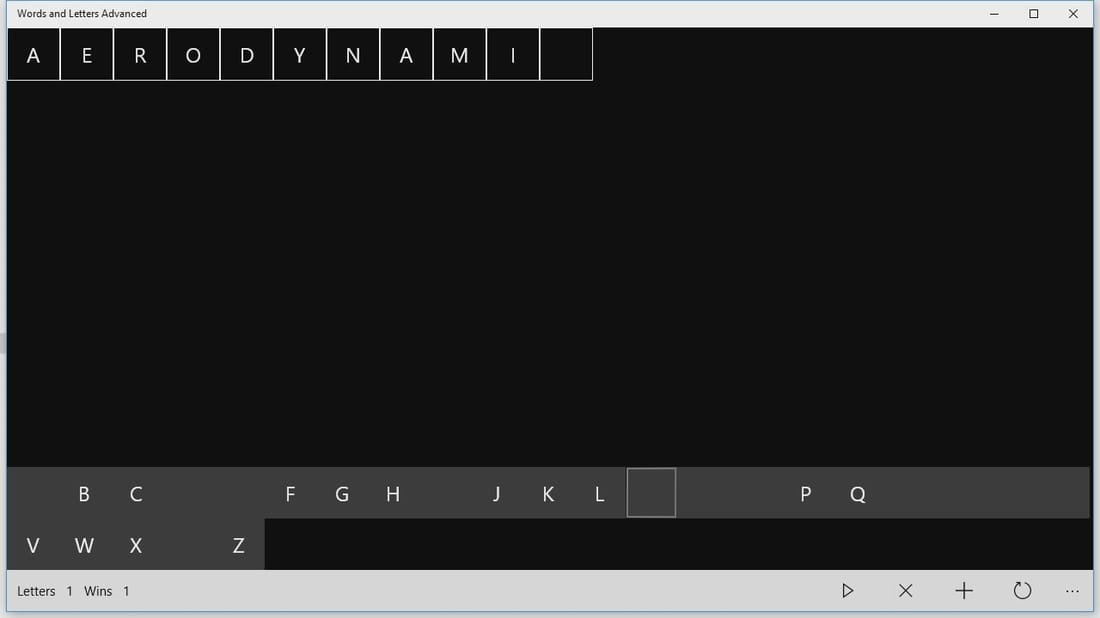 Words and Letters Advanced
A E R O D Y N A M I
B C F G H J K L P Q
V W X Z
Letters 1 Wins 1